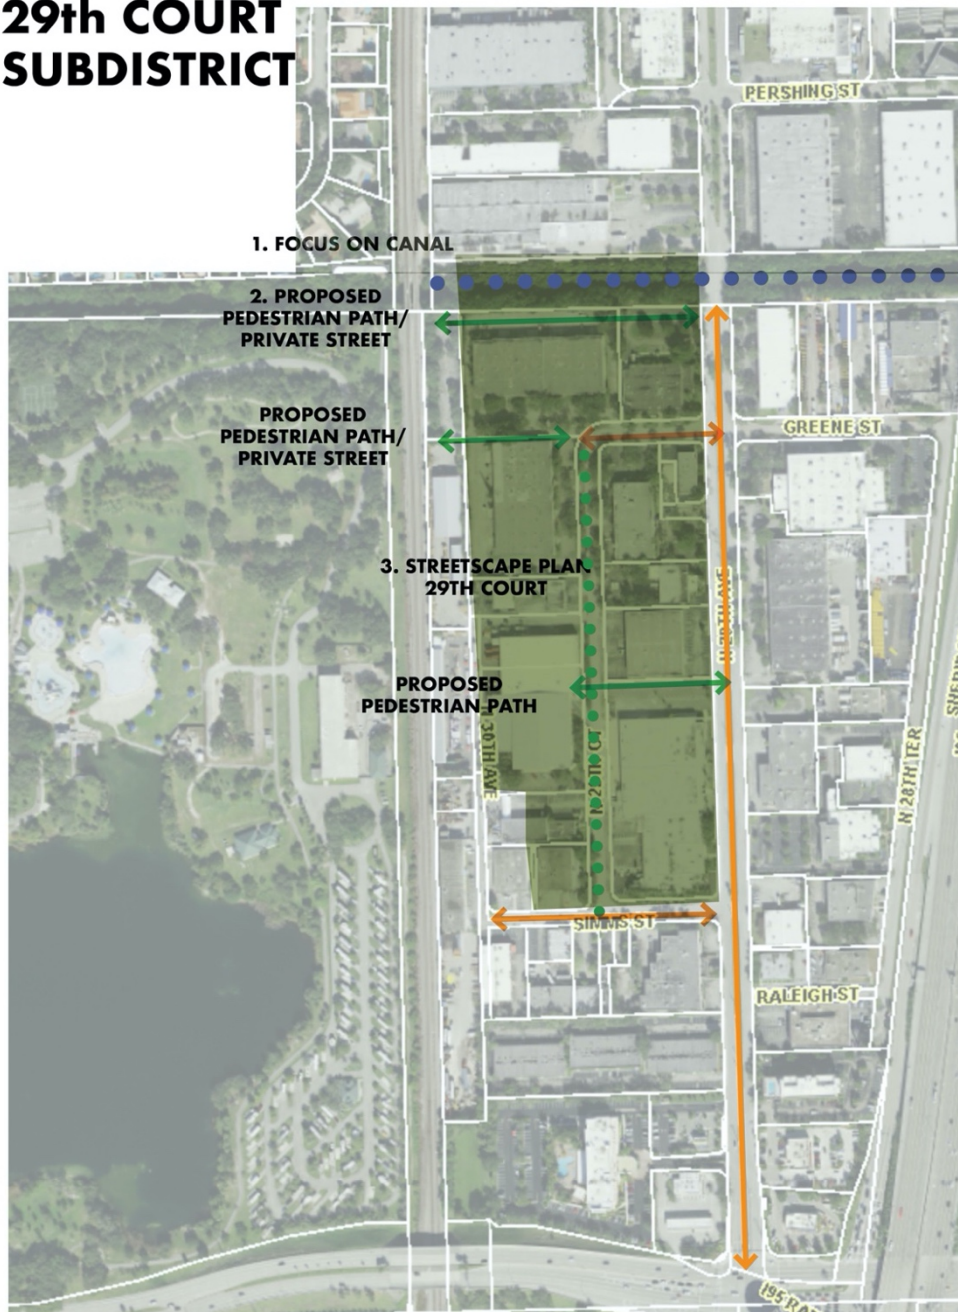 29th COURT
SUBDISTRICT
PERSHING ST
1. FOCUS ON CANAL
2. PROPOSED
PEDESTRIAN PATH/
PRIVATE STREET
PROPOSED
PEDESTRIAN PATH/
PRIVATE STREET
GREENE ST
3. STREETSCAPE PLAN
29TH COURT
N 29TH AVE
PROPOSED
PEDESTRIAN PATH
30TH AVE
N 29TH CT
N 28TH TER
SIMMS ST
RALEIGH ST